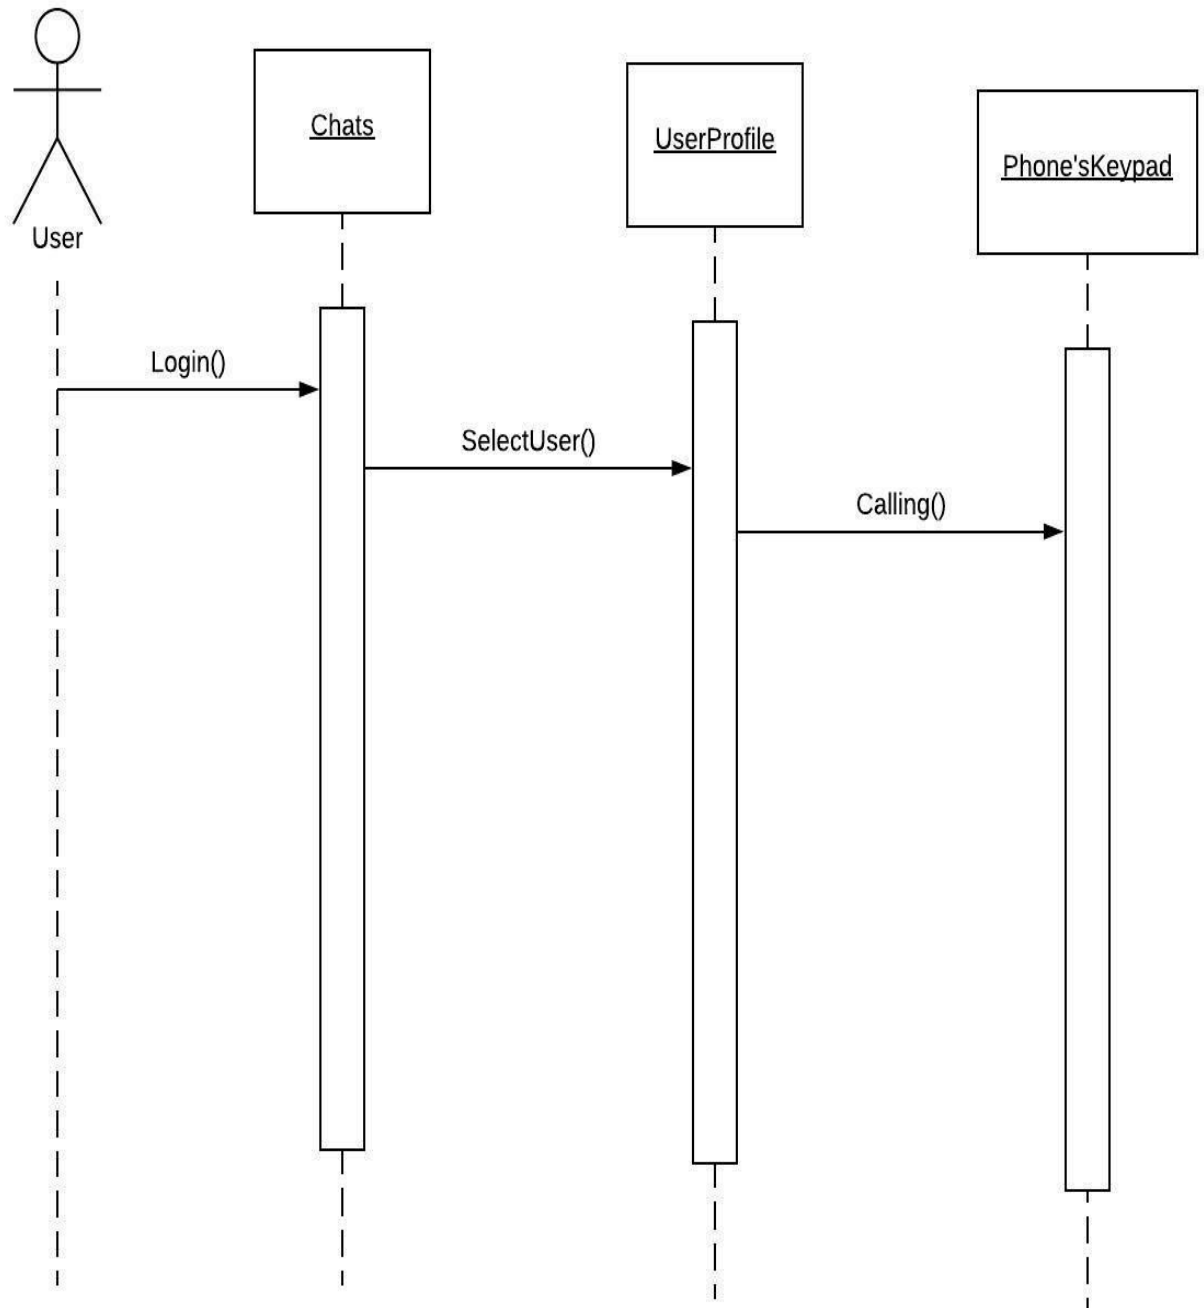 Chats
UserProfile
Phone'sKeypad
User
Login()
SelectUser()
Calling()